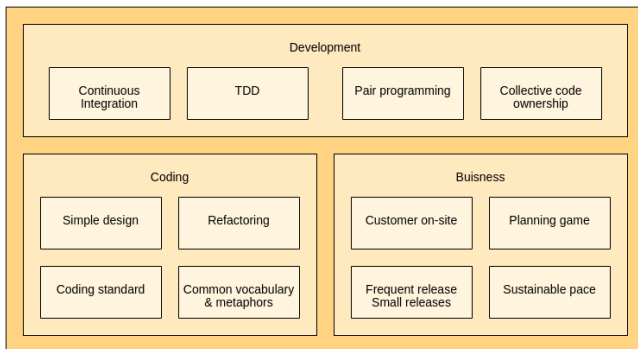 Development
Continuous
Integration
TDD
Pair programming
Collective code
ownership
Coding
Simple design
Refactoring
Coding standard
Common vocabulary
& metaphors
Buisness
Customer on-site
Planning game
Frequent release
Small releases
Sustainable pace